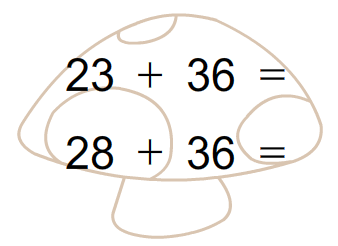 23 + 36 =
28 + 36 =